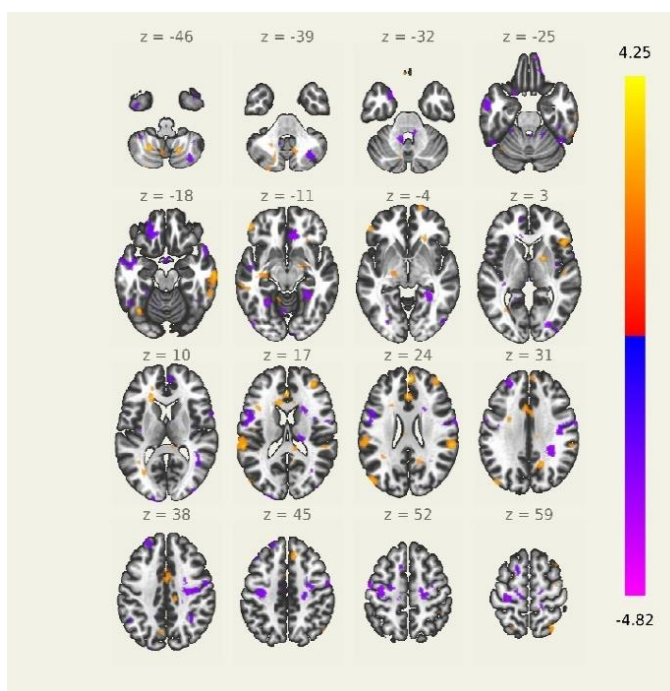 z = -46 z = -39 z = -32 z = -25
4.25
z = -18 z = -11 z = -4 z = 3
z = 10 z = 17 z = 24 z = 31
z = 38 z = 45 z = 52 z = 59
-4.82